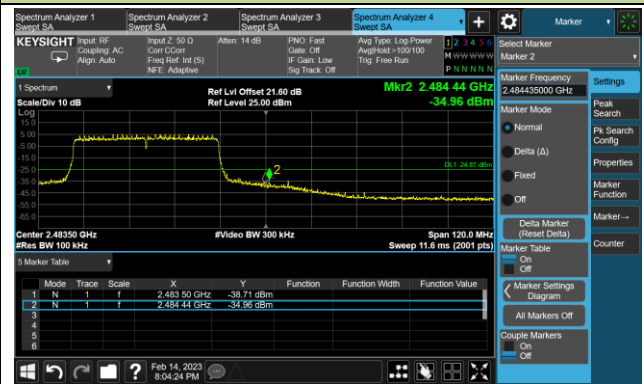 Spectrum Analyzer 1
Swept SA
Spectrum Analyzer 2
Swept SA
Spectrum Analyzer 3
Swept SA
Spectrum Analyzer 4
Swept SA
+
Marker
KEYSIGHT
Input: RF
Coupling: AC
Align: Auto
Input Z: 50 Ω
Corr CCorr
Freq Ref: Int (S)
NFE: Adaptive
Atten: 14 dB
PNO: Fast
Gate: Off
IF Gain: Low
Sig Track: Off
Avg Type: Log-Power
Avg|Hold:>100/100
Trig: Free Run
1 2 3 4 5 6
M W W W W W
P N N N N N
LW
Select Marker
Marker 2
1 Spectrum
Scale/Div 10 dB
Ref Lvl Offset 21.60 dB
Ref Level 25.00 dBm
Mkr2 2.484 44 GHz
-34.96 dBm
Log
15.0
5.00
-5.00
-15.0
-25.0
-35.0
-45.0
-55.0
-65.0
DL1 -24.67 dBm
2
Center 2.48350 GHz
#Res BW 100 kHz
#Video BW 300 kHz
Span 120.0 MHz
Sweep 11.6 ms (2001 pts)
5 Marker Table
Mode Trace Scale X Y Function Function Width Function Value
1 N 1 f 2.483 50 GHz -38.71 dBm
2 N 1 f 2.484 44 GHz -34.96 dBm
3
4
5
6
Marker Frequency
2.484435000 GHz
Marker Mode
Normal
Delta (Δ)
Fixed
Off
Delta Marker
(Reset Delta)
Marker Table
On
Off
Marker Settings
Diagram
All Markers Off
Couple Markers
On
Off
Settings
Peak
Search
Pk Search
Config
Properties
Marker
Function
Marker→
Counter
?
Feb 14, 2023
8:04:24 PM